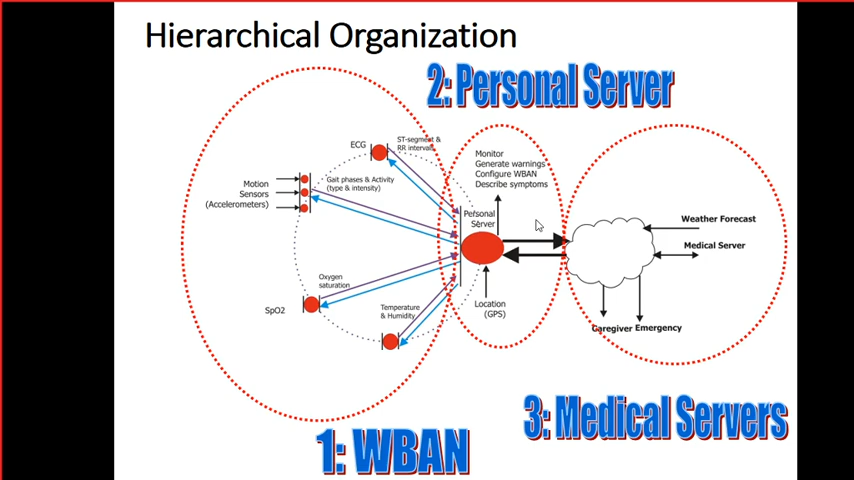 Hierarchical Organization
2: Personal Server
ECG
ST-segment &
RR interval
Monitor
Generate warnings
Configure WBAN
Describe symptoms
Motion
Sensors
(Accelerometers)
Gait phases & Activity
(type & intensity)
Personal
Server
Weather Forecast
Medical Server
Oxygen
saturation
SpO2
Temperature
& Humidity
Location
(GPS)
Caregiver Emergency
3: Medical Servers
1: WBAN